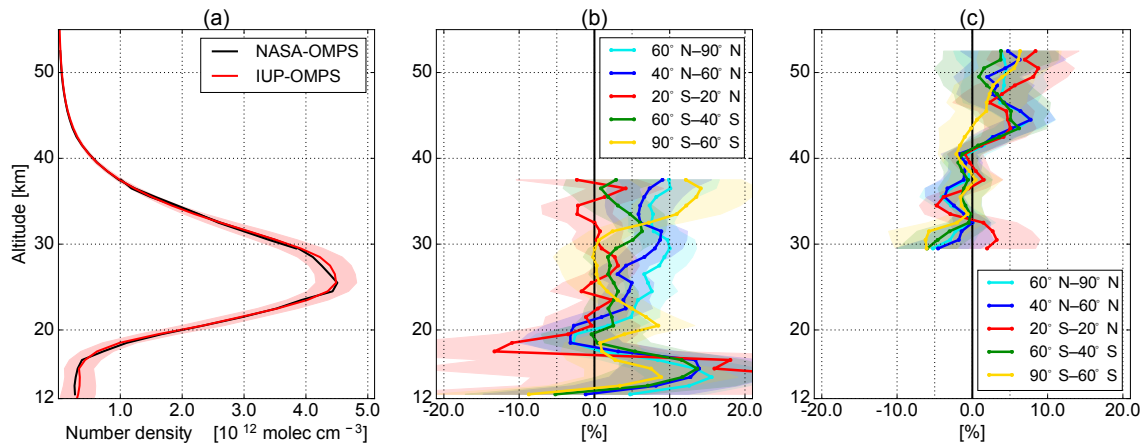 (a)
NASA-OMPS
IUP-OMPS
Altitude [km]
50
40
30
20
12
1.0 2.0 3.0 4.0 5.0
Number density [10 12 molec cm −3]
(b)
60° N–90° N
40° N–60° N
20° S–20° N
60° S–40° S
90° S–60° S
50
40
30
20
12
-20.0 -10.0 0.0 10.0 20.0
[%]
(c)
50
40
30
20
60° N–90° N
40° N–60° N
20° S–20° N
60° S–40° S
90° S–60° S
12
-20.0 -10.0 0.0 10.0 20.0
[%]